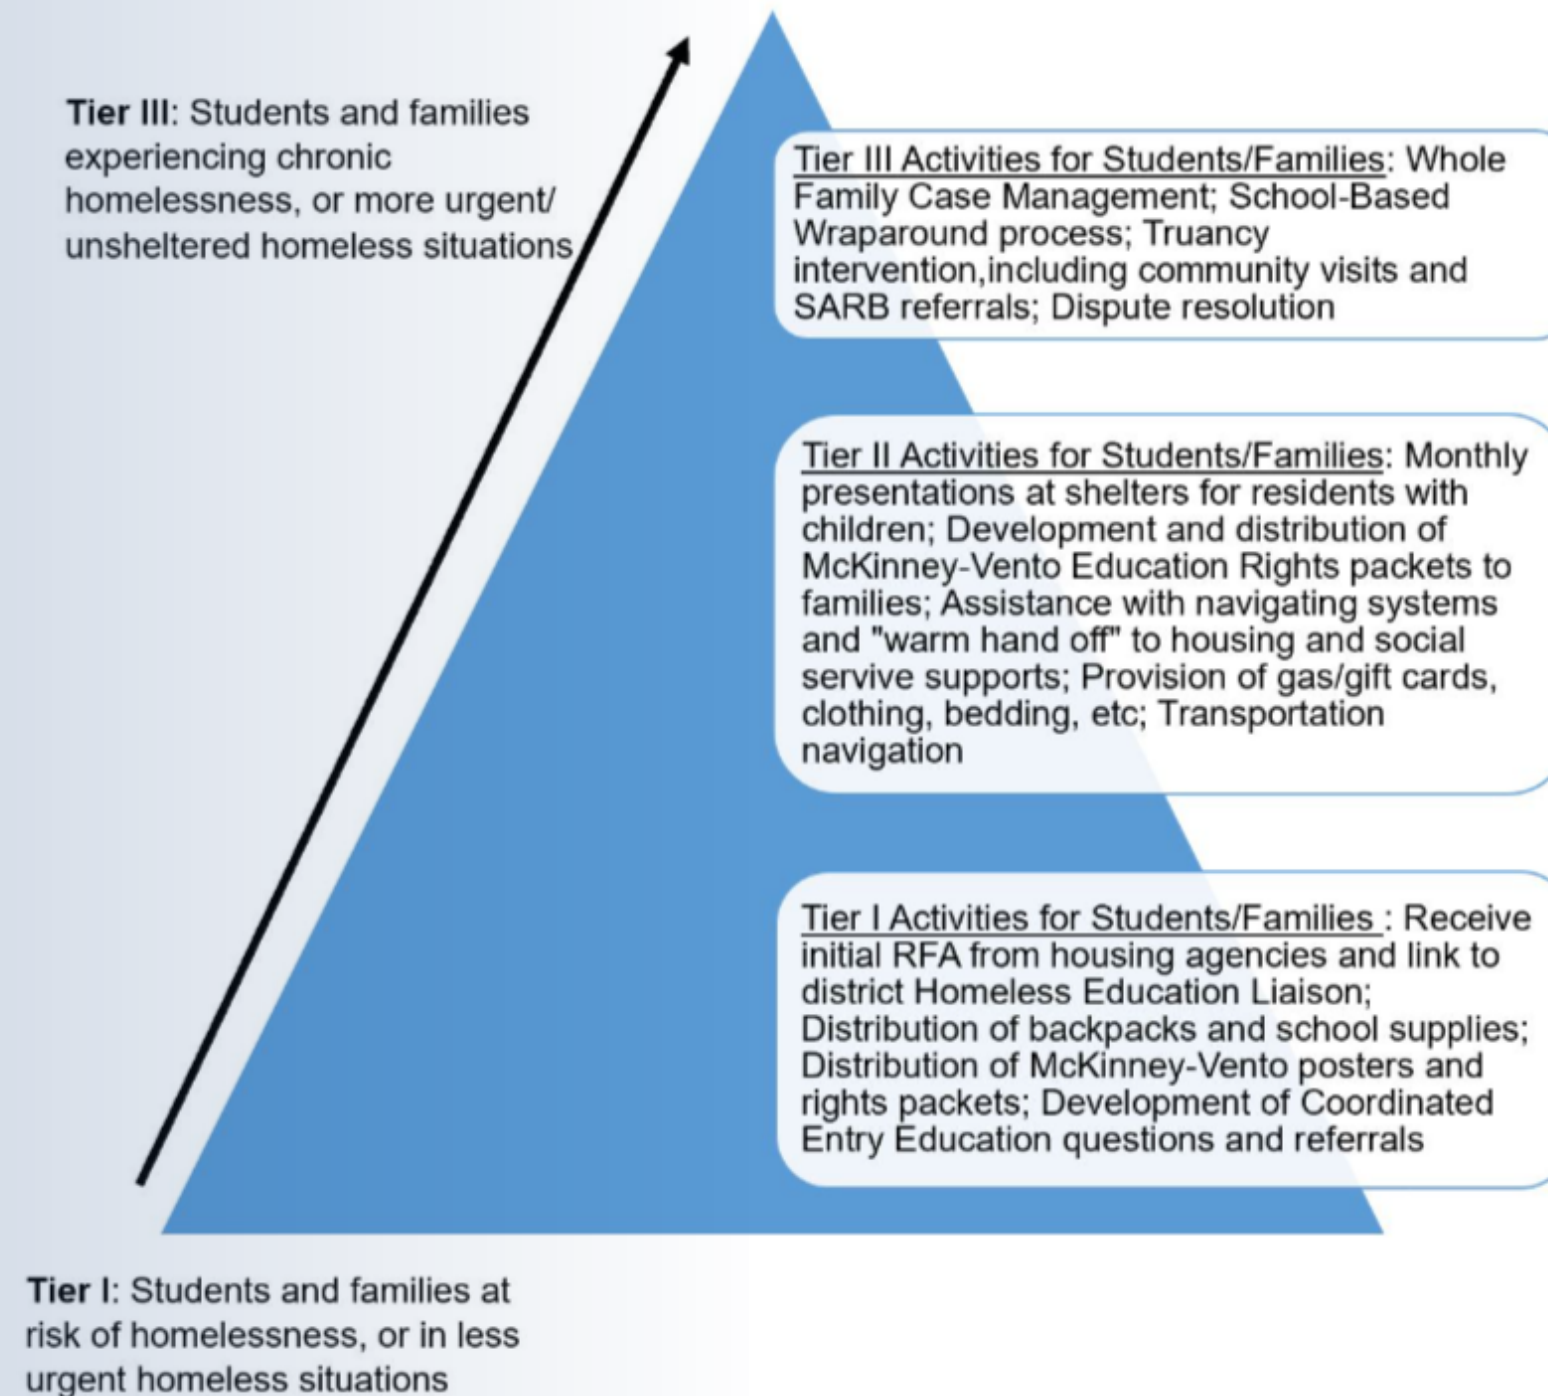 Tier III: Students and families
experiencing chronic
homelessness, or more urgent/
unsheltered homeless situations
Tier III Activities for Students/Families: Whole
Family Case Management; School-Based
Wraparound process; Truancy
intervention,including community visits and
SARB referrals; Dispute resolution
Tier II Activities for Students/Families: Monthly
presentations at shelters for residents with
children; Development and distribution of
McKinney-Vento Education Rights packets to
families; Assistance with navigating systems
and "warm hand off" to housing and social
servive supports; Provision of gas/gift cards,
clothing, bedding, etc; Transportation
navigation
Tier I Activities for Students/Families : Receive
initial RFA from housing agencies and link to
district Homeless Education Liaison;
Distribution of backpacks and school supplies;
Distribution of McKinney-Vento posters and
rights packets; Development of Coordinated
Entry Education questions and referrals
Tier I: Students and families at
risk of homelessness, or in less
urgent homeless situations